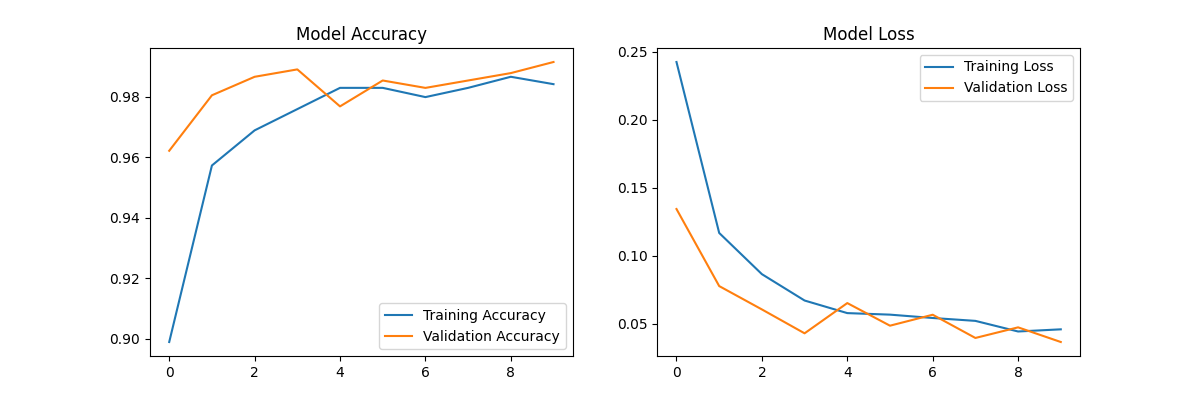 Model Accuracy
0.98
0.96
0.94
0.92
0.90
Training Accuracy
Validation Accuracy
0 2 4 6 8
Model Loss
0.25
0.20
0.15
0.10
0.05
Training Loss
Validation Loss
0 2 4 6 8